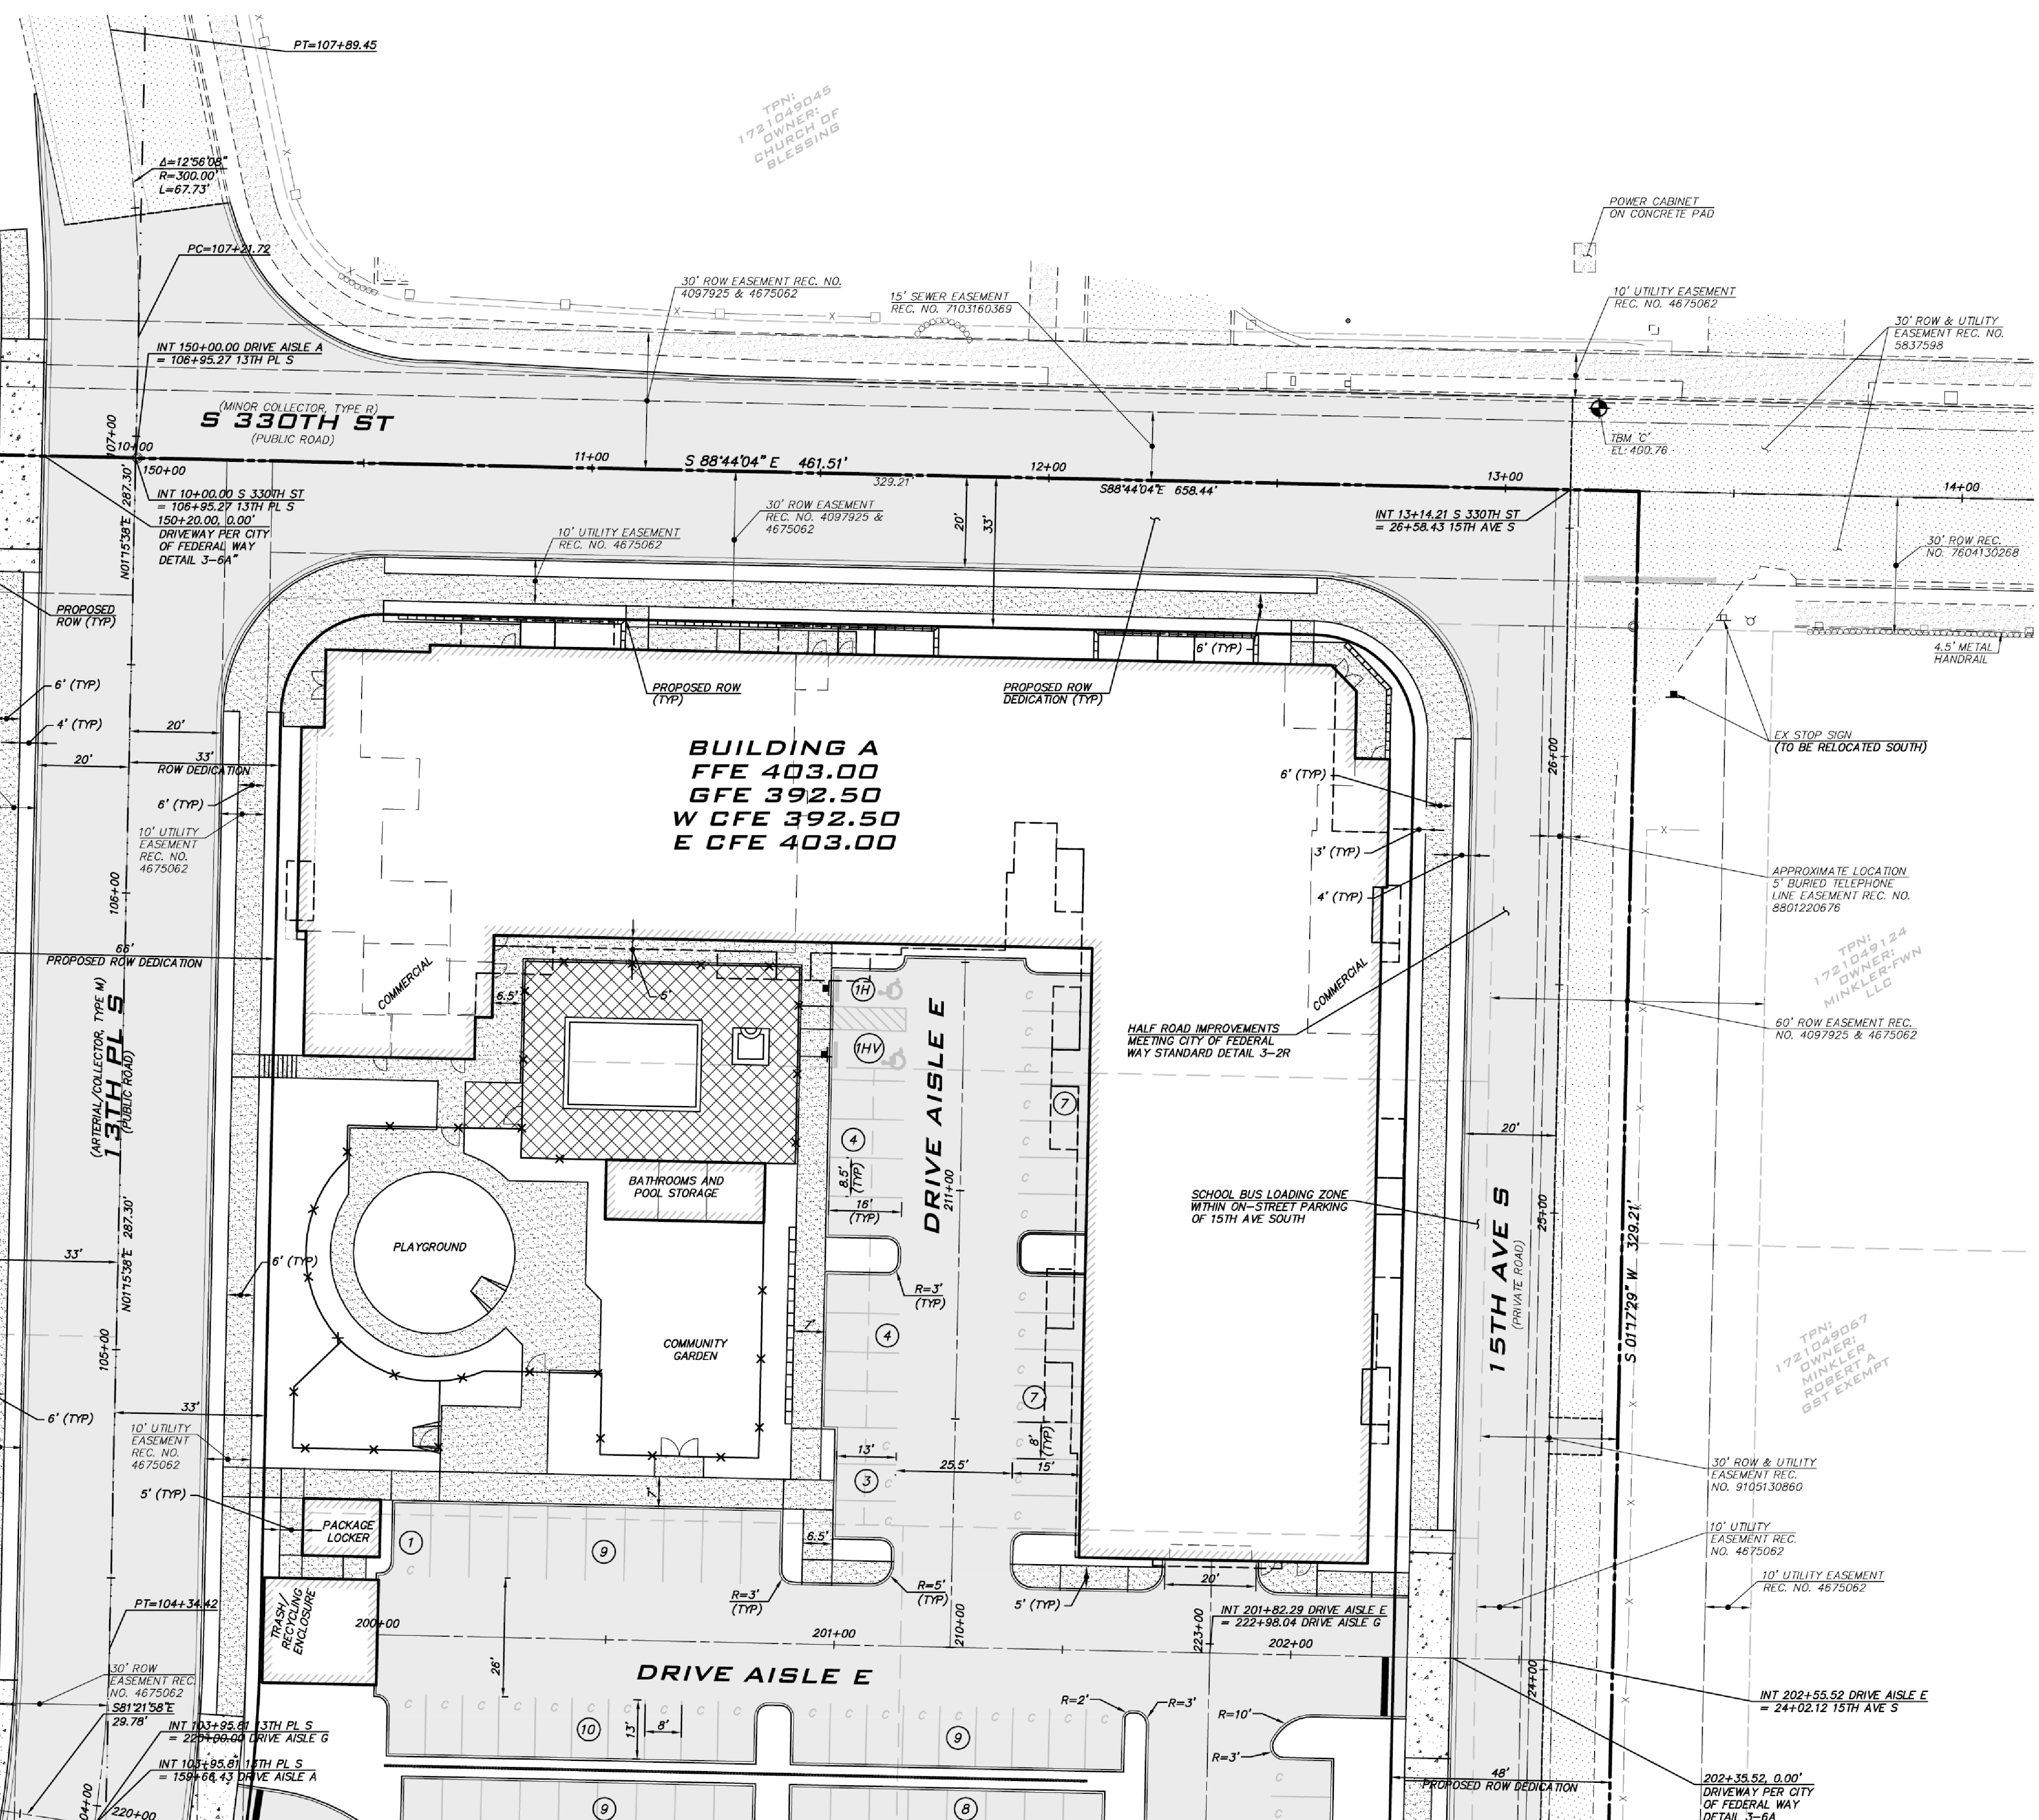 PT=107+89.45
TPN:
1721049045
OWNER:
CHURCH OF
BLESSING
Δ=12°56'08"
R=300.00'
L=67.73'
POWER CABINET
ON CONCRETE PAD
PC=107+21.72
30' ROW EASEMENT REC. NO.
4097925 & 4675062
15' SEWER EASEMENT
REC. NO. 7103160369
10' UTILITY EASEMENT
REC. NO. 4675062
30' ROW & UTILITY
EASEMENT REC. NO.
5837598
INT 150+00.00 DRIVE AISLE A
= 106+95.27 13TH PL S
(MINOR COLLECTOR, TYPE R)
S 330TH ST
(PUBLIC ROAD)
TBM 'C'
EL: 400.76
107+00
10+00
150+00
11+00
S 88°44'04" E 461.51'
329.21'
12+00
S88°44'04"E 658.44'
13+00
14+00
INT 10+00.00 S 330TH ST
= 106+95.27 13TH PL S
150+20.00, 0.00'
DRIVEWAY PER CITY
OF FEDERAL WAY
DETAIL 3-6A"
N01°15'38"E 287.30'
10' UTILITY EASEMENT
REC. NO. 4675062
30' ROW EASEMENT
REC. NO. 4097925 &
4675062
20'
33'
INT 13+14.21 S 330TH ST
= 26+58.43 15TH AVE S
30' ROW REC.
NO. 7604130268
PROPOSED
ROW (TYP)
4.5' METAL
HANDRAIL
6' (TYP)
6' (TYP)
4' (TYP)
20'
20'
33'
ROW DEDICATION
PROPOSED ROW
(TYP)
PROPOSED ROW
DEDICATION (TYP)
EX STOP SIGN
(TO BE RELOCATED SOUTH)
26+00
BUILDING A
FFE 403.00
GFE 392.50
W CFE 392.50
E CFE 403.00
6' (TYP)
10' UTILITY
EASEMENT
REC. NO.
4675062
6' (TYP)
3' (TYP)
4' (TYP)
APPROXIMATE LOCATION
5' BURIED TELEPHONE
LINE EASEMENT REC. NO.
8801220676
106+00
66'
PROPOSED ROW DEDICATION
COMMERCIAL
6.5'
5'
1H
1HV
C
COMMERCIAL
TPN:
1721049124
OWNER:
MINKLER-FWN
LLC
HALF ROAD IMPROVEMENTS
MEETING CITY OF FEDERAL
WAY STANDARD DETAIL 3-2R
60' ROW EASEMENT REC.
NO. 4097925 & 4675062
(ARTERIAL/COLLECTOR, TYPE M)
13TH PL S
(PUBLIC ROAD)
DRIVE AISLE E
211+00
7
4
8.5'
(TYP)
16'
(TYP)
20'
BATHROOMS AND
POOL STORAGE
SCHOOL BUS LOADING ZONE
WITHIN ON-STREET PARKING
OF 15TH AVE SOUTH
25+00
15TH AVE S
(PRIVATE ROAD)
S 01°17'29" W 329.21'
N01°15'38"E 287.30'
33'
PLAYGROUND
6' (TYP)
R=3'
(TYP)
7'
4
COMMUNITY
GARDEN
105+00
TPN:
1721049067
OWNER:
MINKLER
ROBERT A
GST EXEMPT
33'
6' (TYP)
10' UTILITY
EASEMENT
REC. NO.
4675062
7
8'
(TYP)
13'
25.5'
15'
3
30' ROW & UTILITY
EASEMENT REC.
NO. 9105130860
5' (TYP)
7'
PACKAGE
LOCKER
1
9
6.5'
10' UTILITY
EASEMENT REC.
NO. 4675062
10' UTILITY EASEMENT
REC. NO. 4675062
R=3'
(TYP)
R=5'
(TYP)
5' (TYP)
20'
TRASH/
RECYCLING
ENCLOSURE
PT=104+34.42
200+00
201+00
210+00
223+00
INT 201+82.29 DRIVE AISLE E
= 222+98.04 DRIVE AISLE G
202+00
26'
DRIVE AISLE E
24+00
30' ROW
EASEMENT REC.
NO. 4675062
S81°21'58"E
29.78'
INT 103+95.81 13TH PL S
= 220+00.00 DRIVE AISLE G
INT 103+95.81 13TH PL S
= 159+66.43 DRIVE AISLE A
10
13'
8'
9
R=2'
R=3'
R=10'
R=3'
INT 202+55.52 DRIVE AISLE E
= 24+02.12 15TH AVE S
48'
PROPOSED ROW DEDICATION
202+35.52, 0.00'
DRIVEWAY PER CITY
OF FEDERAL WAY
DETAIL 3-6A
220+00
9
8